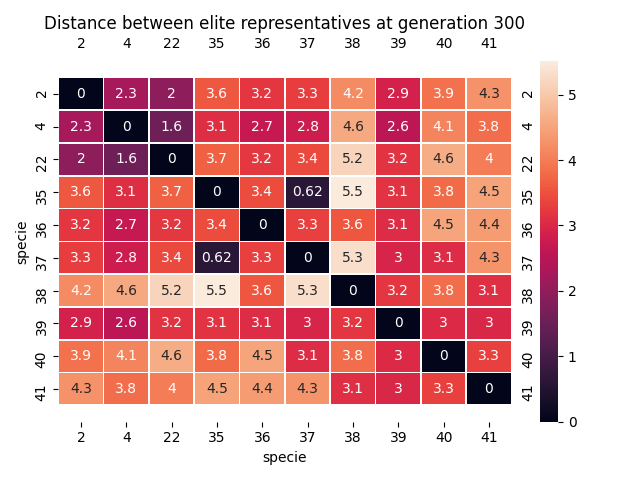 Distance between elite representatives at generation 300
2 4 22 35 36 37 38 39 40 41
2 0 2.3 2 3.6 3.2 3.3 4.2 2.9 3.9 4.3 2
4 2.3 0 1.6 3.1 2.7 2.8 4.6 2.6 4.1 3.8 4
22 2 1.6 0 3.7 3.2 3.4 5.2 3.2 4.6 4 22
35 3.6 3.1 3.7 0 3.4 0.62 5.5 3.1 3.8 4.5 35
36 3.2 2.7 3.2 3.4 0 3.3 3.6 3.1 4.5 4.4 36
37 3.3 2.8 3.4 0.62 3.3 0 5.3 3 3.1 4.3 37
38 4.2 4.6 5.2 5.5 3.6 5.3 0 3.2 3.8 3.1 38
39 2.9 2.6 3.2 3.1 3.1 3 3.2 0 3 3 39
40 3.9 4.1 4.6 3.8 4.5 3.1 3.8 3 0 3.3 40
41 4.3 3.8 4 4.5 4.4 4.3 3.1 3 3.3 0 41
2 4 22 35 36 37 38 39 40 41
specie
specie
5
4
3
2
1
0